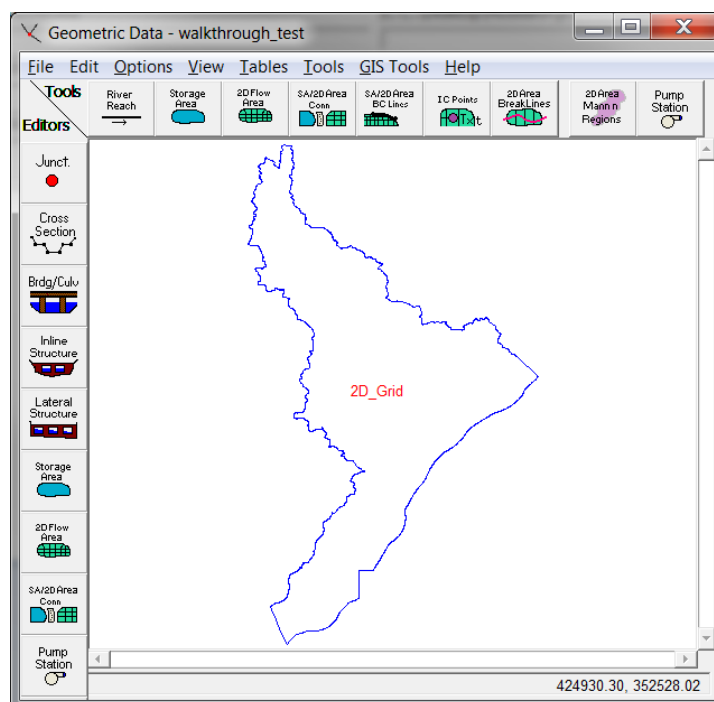 Geometric Data - walkthrough_test
File Edit Options View Tables Tools GIS Tools Help
Tools
Editors
River
Reach
Storage
Area
2D Flow
Area
SA/2D Area
Conn
SA/2D Area
BC Lines
IC Points
Txt
2D Area
BreakLines
2D Area
Mann n
Regions
Pump
Station
Junct.
Cross
Section
Brdg/Culv
Inline
Structure
Lateral
Structure
Storage
Area
2D Flow
Area
SA/2D Area
Conn
Pump
Station
2D_Grid
424930.30, 352528.02